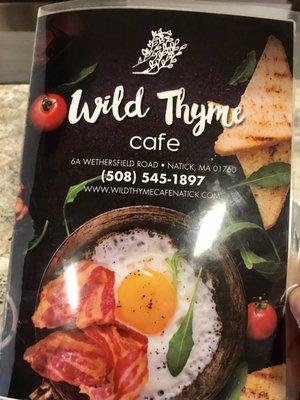 Wild Thyme
cafe
6A WETHERSFIELD ROAD • NATICK, MA 01760
(508) 545-1897
WWW.WILDTHYMECAFENATICK.COM